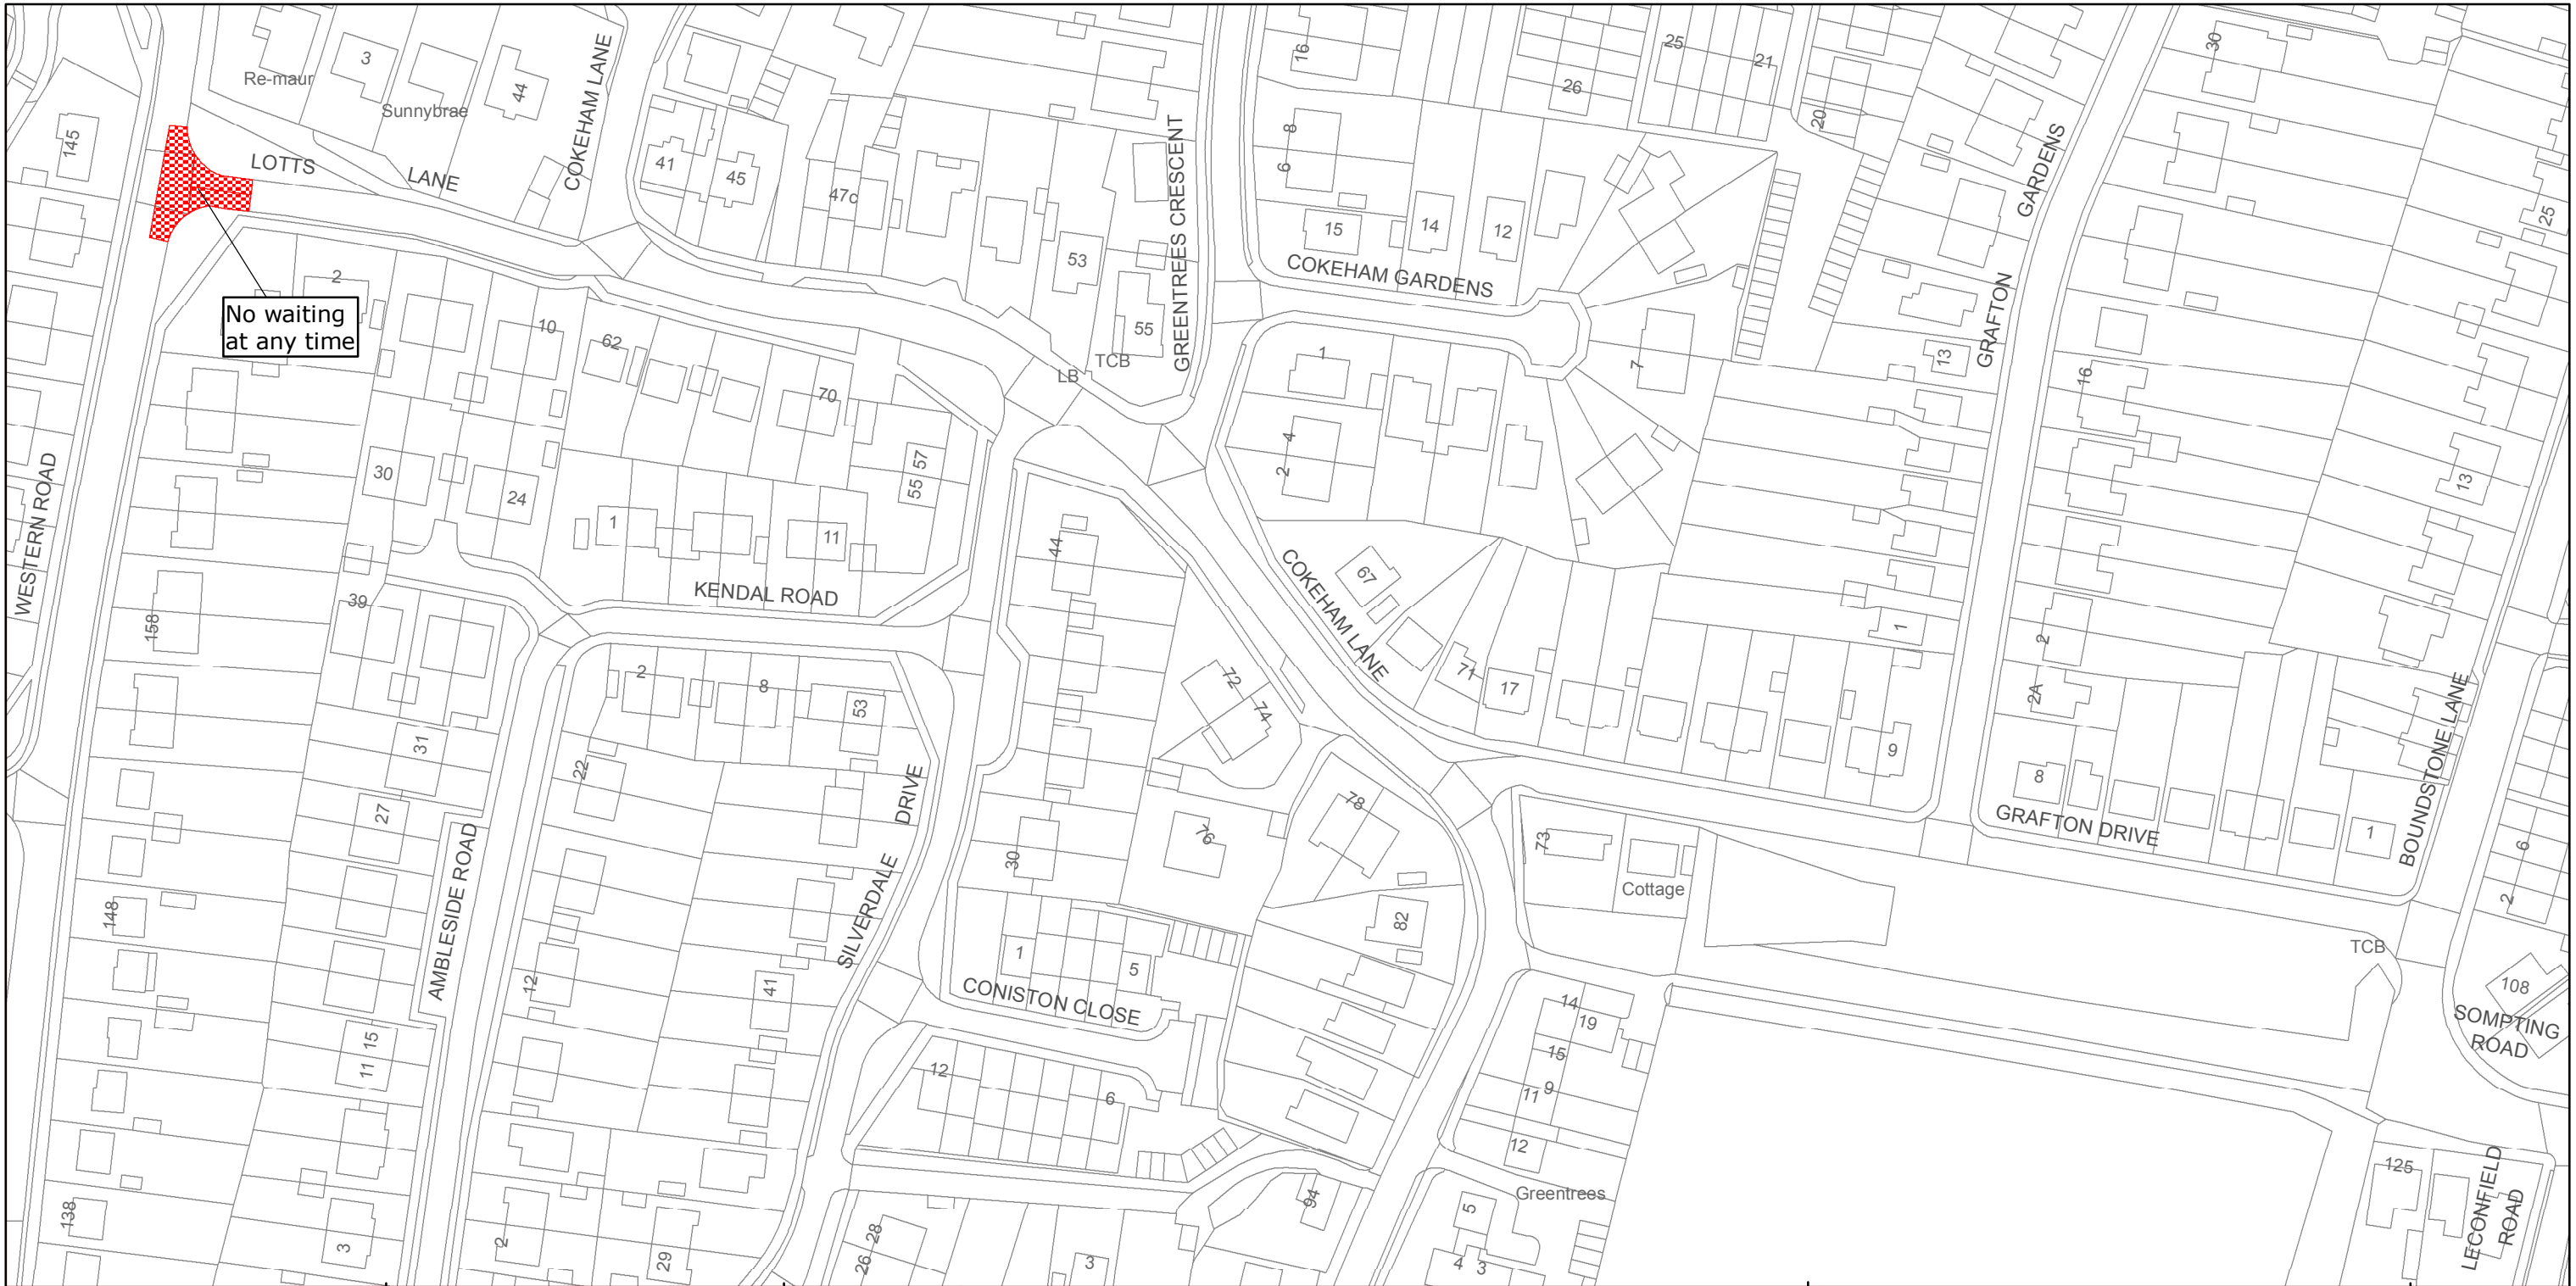 Re-maur
3
Sunnybrae
44
COKEHAM LANE
145
LOTTS
LANE
41
45
47c
53
55
TCB
LB
GREENTREES CRESCENT
16
8
6
15
14
12
COKEHAM GARDENS
26
25
21
20
30
25
GRAFTON
GARDENS
13
16
13
2
No waiting
at any time
10
62
70
57
55
30
24
1
11
KENDAL ROAD
WESTERN ROAD
158
39
31
27
2
8
53
22
44
1
4
2
7
67
COKEHAM LANE
71
17
72
74
1
9
2
2A
8
GRAFTON DRIVE
1
BOUNDSTONE LANE
6
2
76
78
30
82
73
Cottage
TCB
108
SOMPTING
ROAD
148
AMBLESIDE ROAD
12
SILVERDALE
DRIVE
41
1
5
CONISTON CLOSE
15
11
12
6
14
19
15
9
11
12
Greentrees
125
LECONFIELD
ROAD
138
3
2
29
28
26
3
94
5
4
3